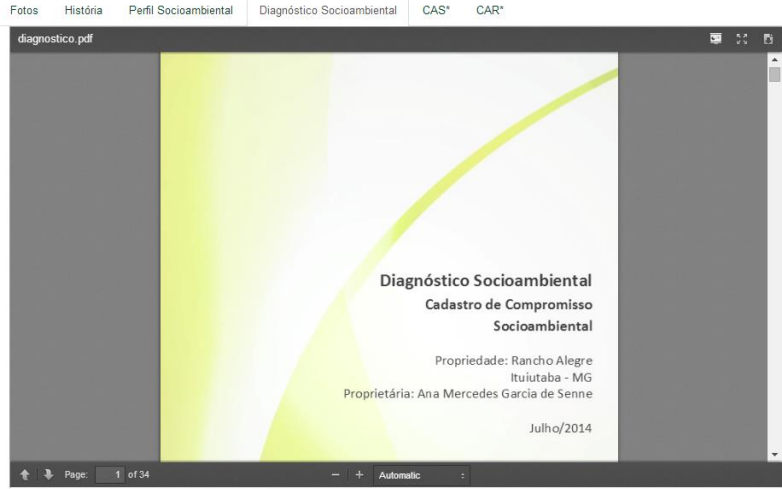 Fotos História Perfil Socioambiental Diagnóstico Socioambiental CAS* CAR*
diagnostico.pdf
Diagnóstico Socioambiental
Cadastro de Compromisso
Socioambiental
Propriedade: Rancho Alegre
Ituiutaba - MG
Proprietária: Ana Mercedes Garcia de Senne
Julho/2014
Page: 1 of 34 − + Automatic